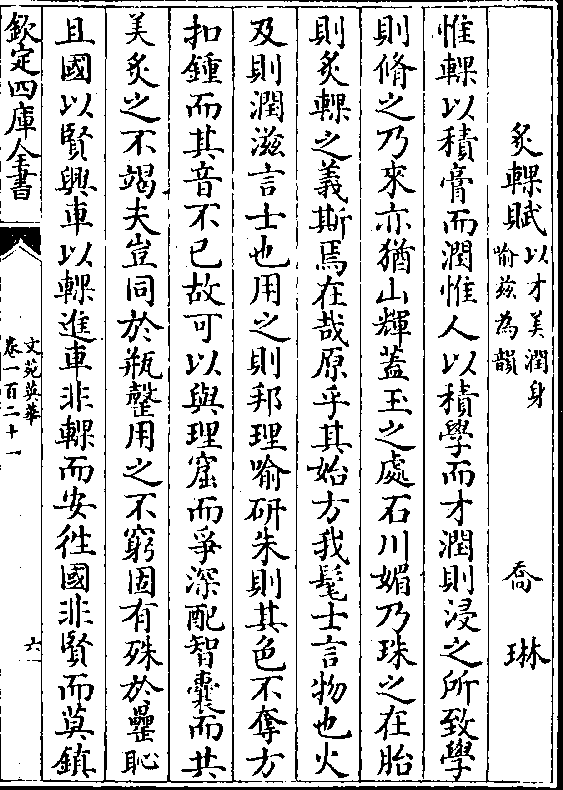 炙輠賦以才美潤身喻兹為韻 喬琳
惟輠以積膏而潤惟人以積學而才潤則浸之所致學
則脩之乃來亦猶山輝蓋玉之處石川媚乃珠之在胎
則炙輠之義斯焉在哉原乎其始方我髦士言物也火
及則潤滋言士也用之則邦理喻研朱則其色不奪方
扣鍾而其音不已故可以與理窟而爭深配智囊而共
美炙之不竭夫豈同於瓶罄用之不窮固有殊於罍恥
且國以賢興車以輠進車非輠而安往國非賢而莫鎮
欽定四庫全書
文苑英華
卷一百二十一
六